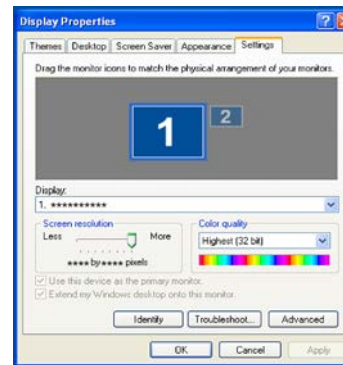 Display Properties
Themes Desktop Screen Saver Appearance Settings
Drag the monitor icons to match the physical arrangement of your monitors.
1 2
Display:
1. **********
Screen resolution Color quality
Less More Highest (32 bit)
**** by **** pixels
Use this device as the primary monitor.
Extend my Windows desktop onto this monitor.
Identify Troubleshoot... Advanced
OK Cancel Apply